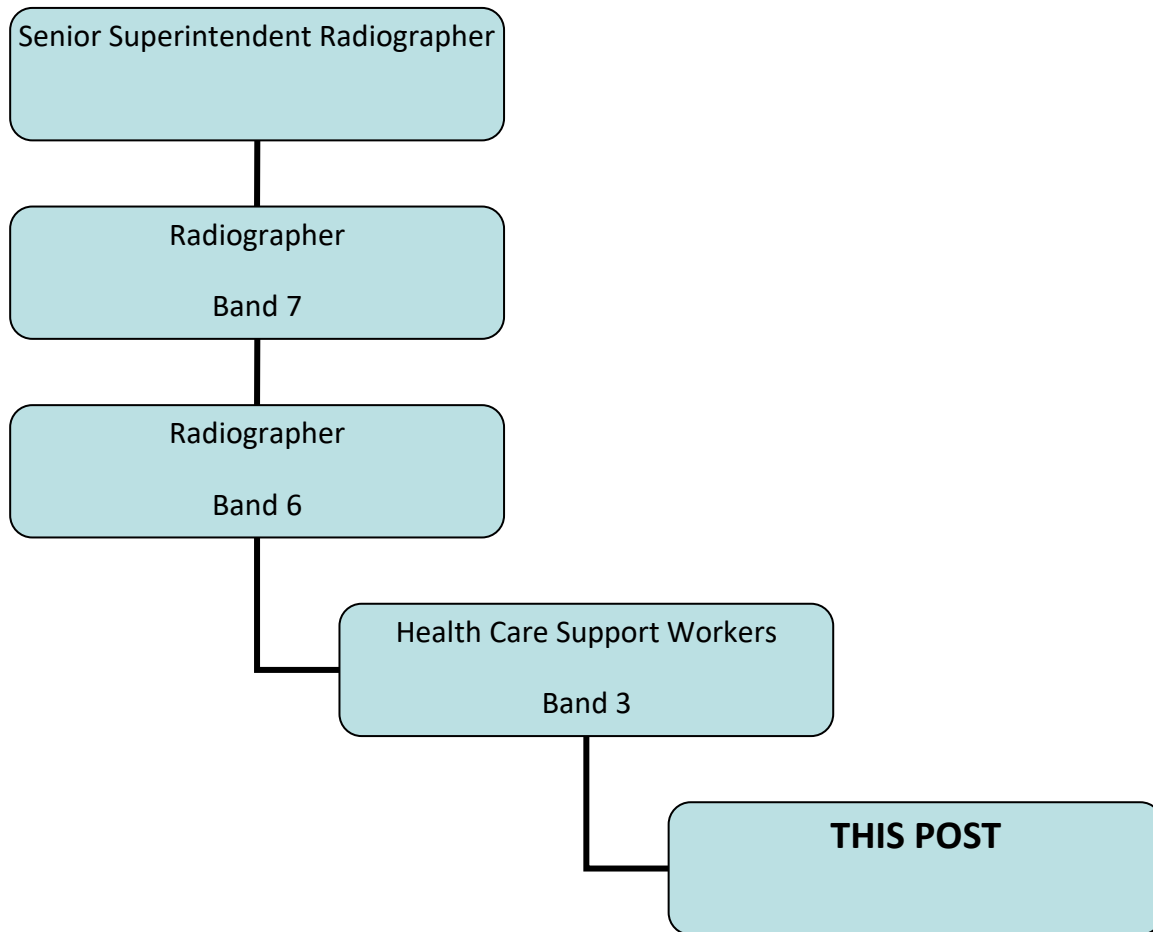 Senior Superintendent Radiographer
Radiographer
Band 7
Radiographer
Band 6
Health Care Support Workers
Band 3
THIS POST